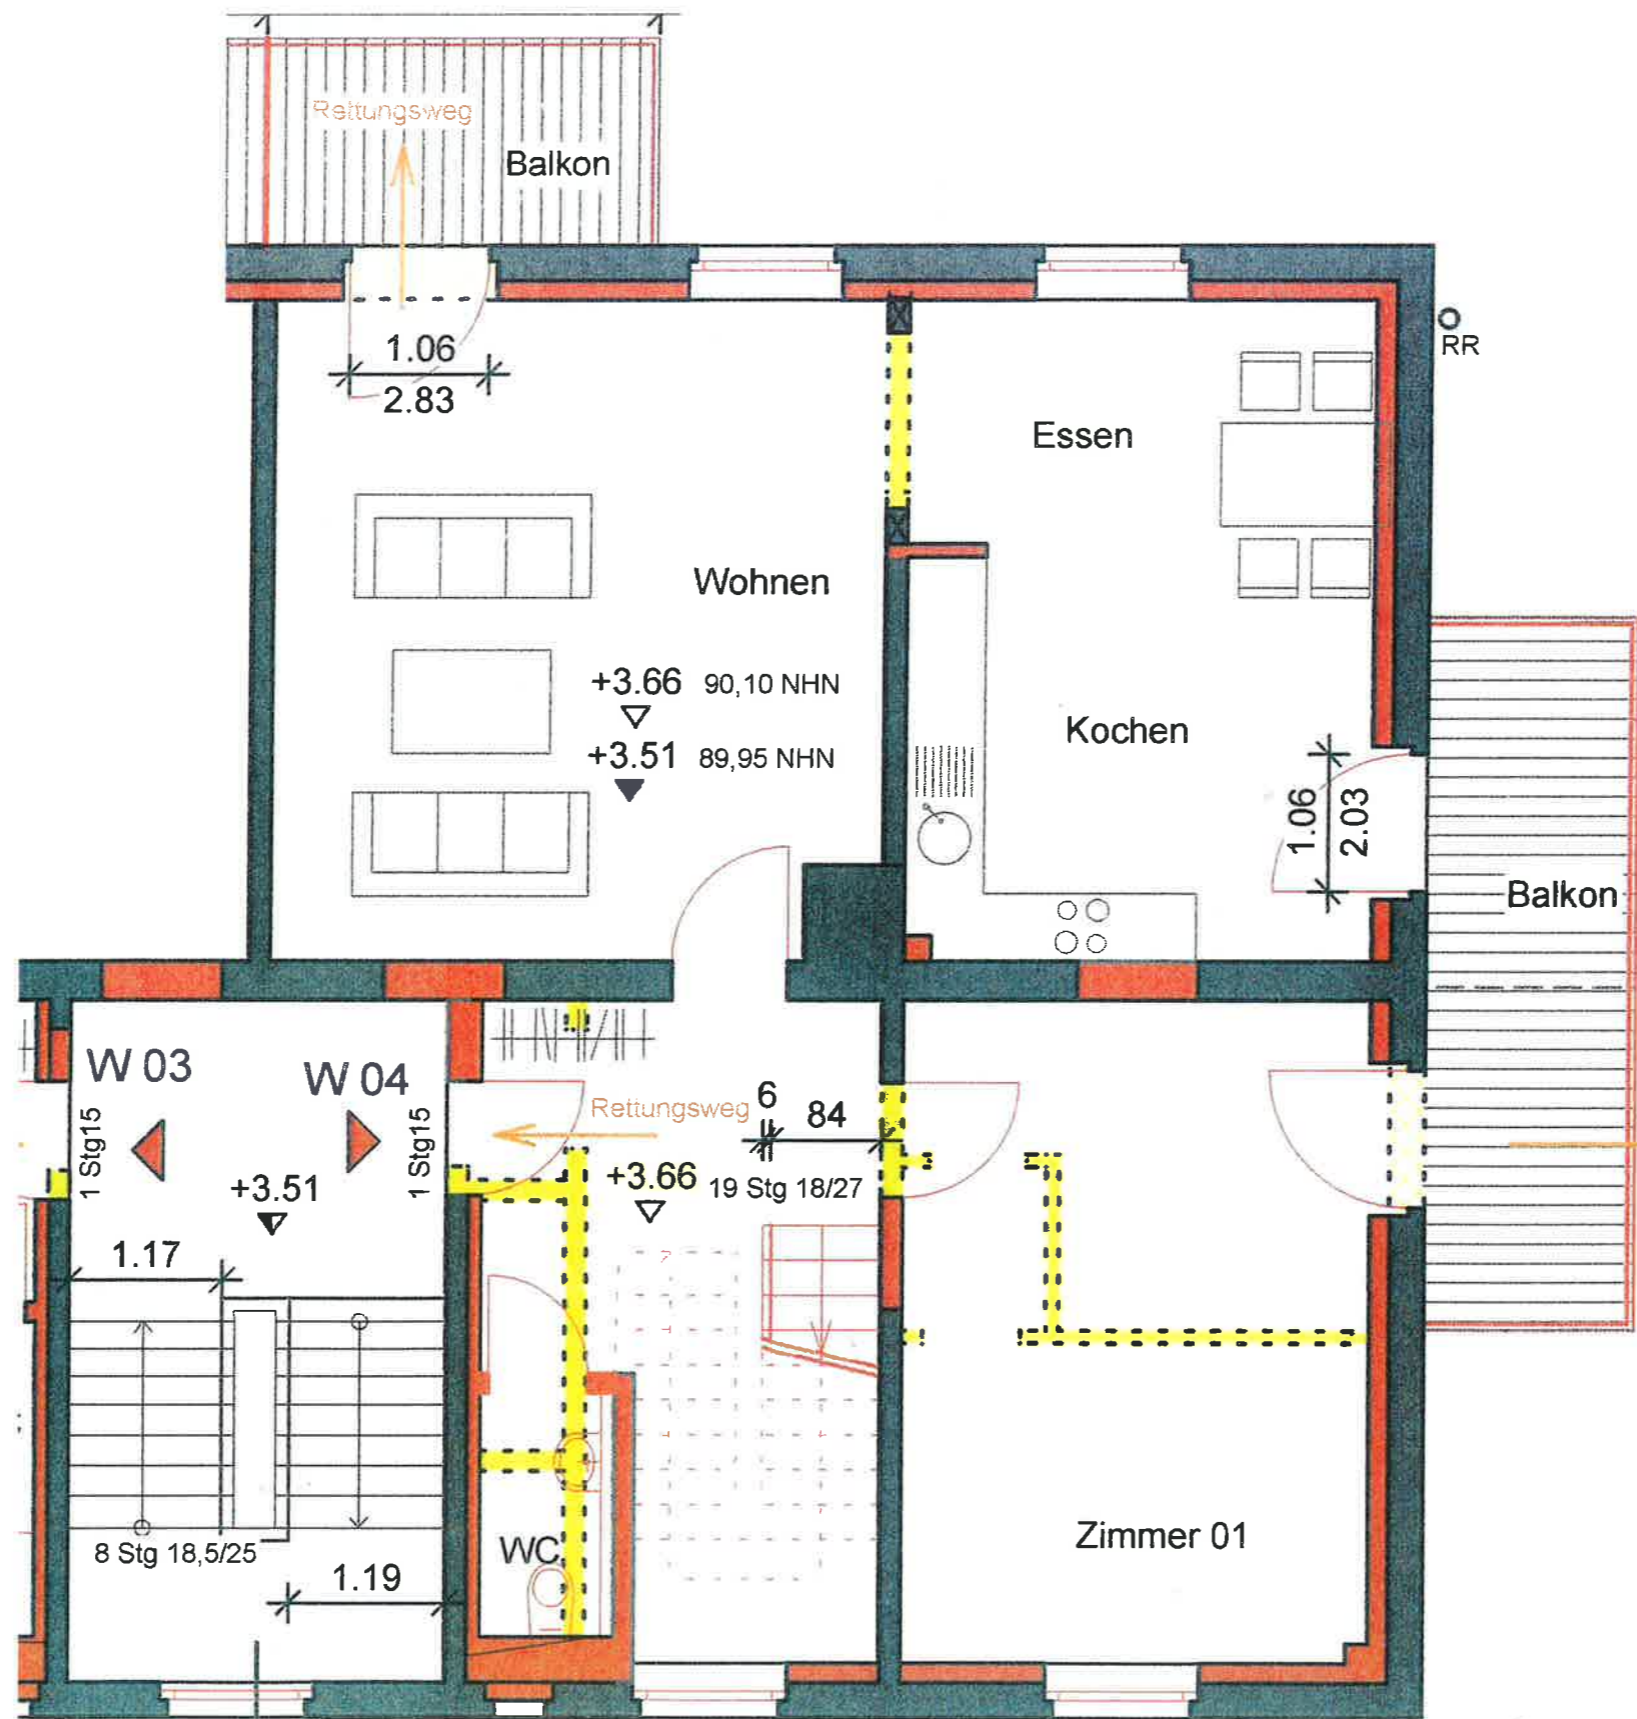 Rettungsweg
Balkon
RR
1.06
2.83
Essen
Wohnen
+3.66 90,10 NHN
+3.51 89,95 NHN
Kochen
1.06
2.03
Balkon
W 03
W 04
1 Stg15
1 Stg15
+3.51
1.17
Rettungsweg
6
84
+3.66
19 Stg 18/27
8 Stg 18,5/25
1.19
WC
Zimmer 01